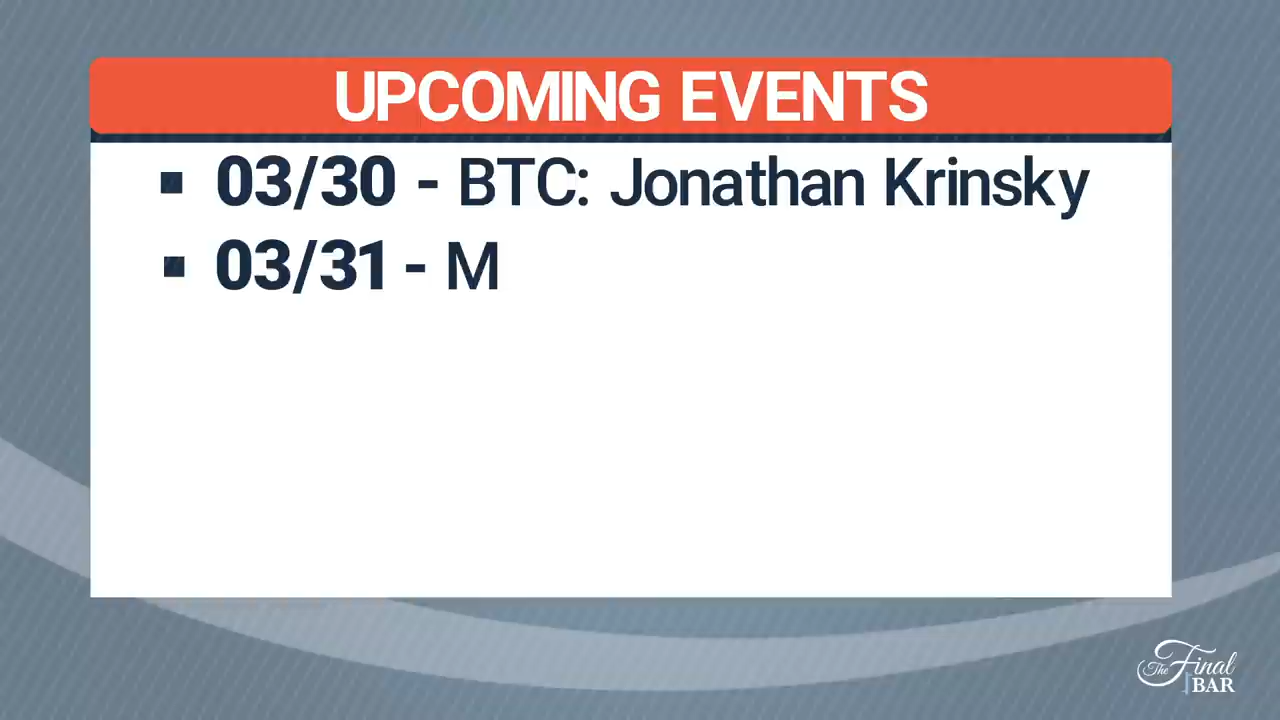 UPCOMING EVENTS
▪ 03/30 - BTC: Jonathan Krinsky
▪ 03/31 - M
The Final
BAR